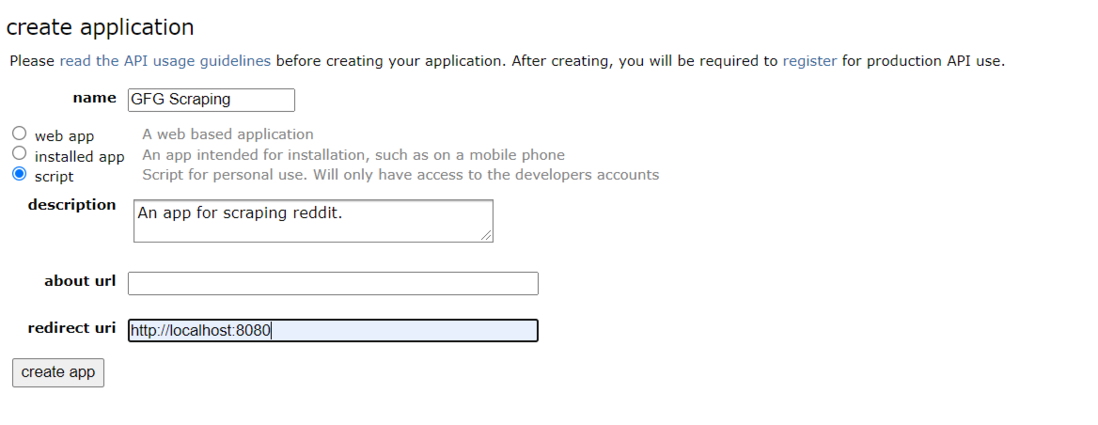 create application
Please read the API usage guidelines before creating your application. After creating, you will be required to register for production API use.
name GFG Scraping
web app A web based application
installed app An app intended for installation, such as on a mobile phone
script Script for personal use. Will only have access to the developers accounts
description An app for scraping reddit.
about url
redirect uri http://localhost:8080
create app